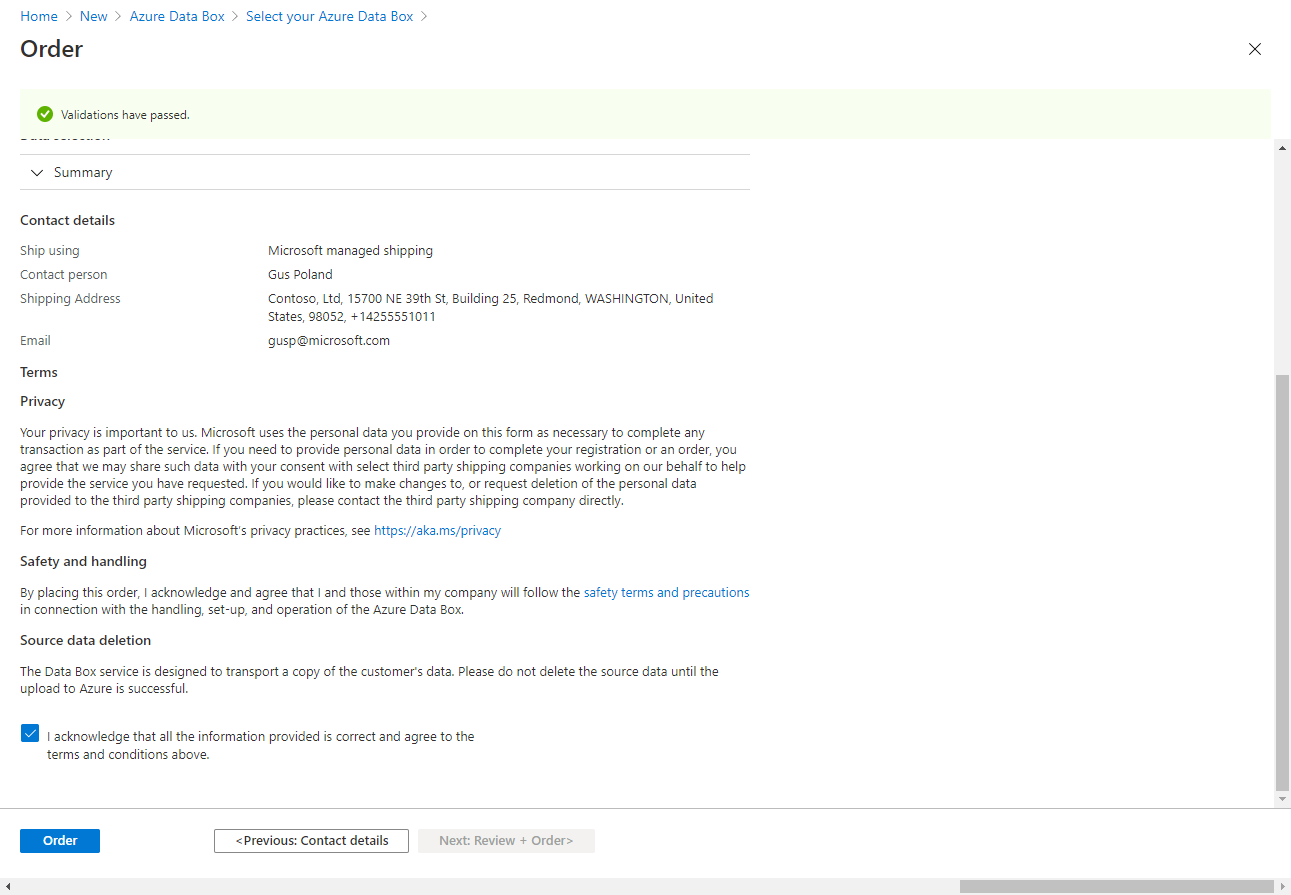 Home > New > Azure Data Box > Select your Azure Data Box >
Order
Validations have passed.
Data selection
Summary
Contact details
Ship using Microsoft managed shipping
Contact person Gus Poland
Shipping Address Contoso, Ltd, 15700 NE 39th St, Building 25, Redmond, WASHINGTON, United
States, 98052, +14255551011
Email gusp@microsoft.com
Terms
Privacy
Your privacy is important to us. Microsoft uses the personal data you provide on this form as necessary to complete any
transaction as part of the service. If you need to provide personal data in order to complete your registration or an order, you
agree that we may share such data with your consent with select third party shipping companies working on our behalf to help
provide the service you have requested. If you would like to make changes to, or request deletion of the personal data
provided to the third party shipping companies, please contact the third party shipping company directly.
For more information about Microsoft's privacy practices, see https://aka.ms/privacy
Safety and handling
By placing this order, I acknowledge and agree that I and those within my company will follow the safety terms and precautions
in connection with the handling, set-up, and operation of the Azure Data Box.
Source data deletion
The Data Box service is designed to transport a copy of the customer's data. Please do not delete the source data until the
upload to Azure is successful.
I acknowledge that all the information provided is correct and agree to the
terms and conditions above.
Order <Previous: Contact details Next: Review + Order>